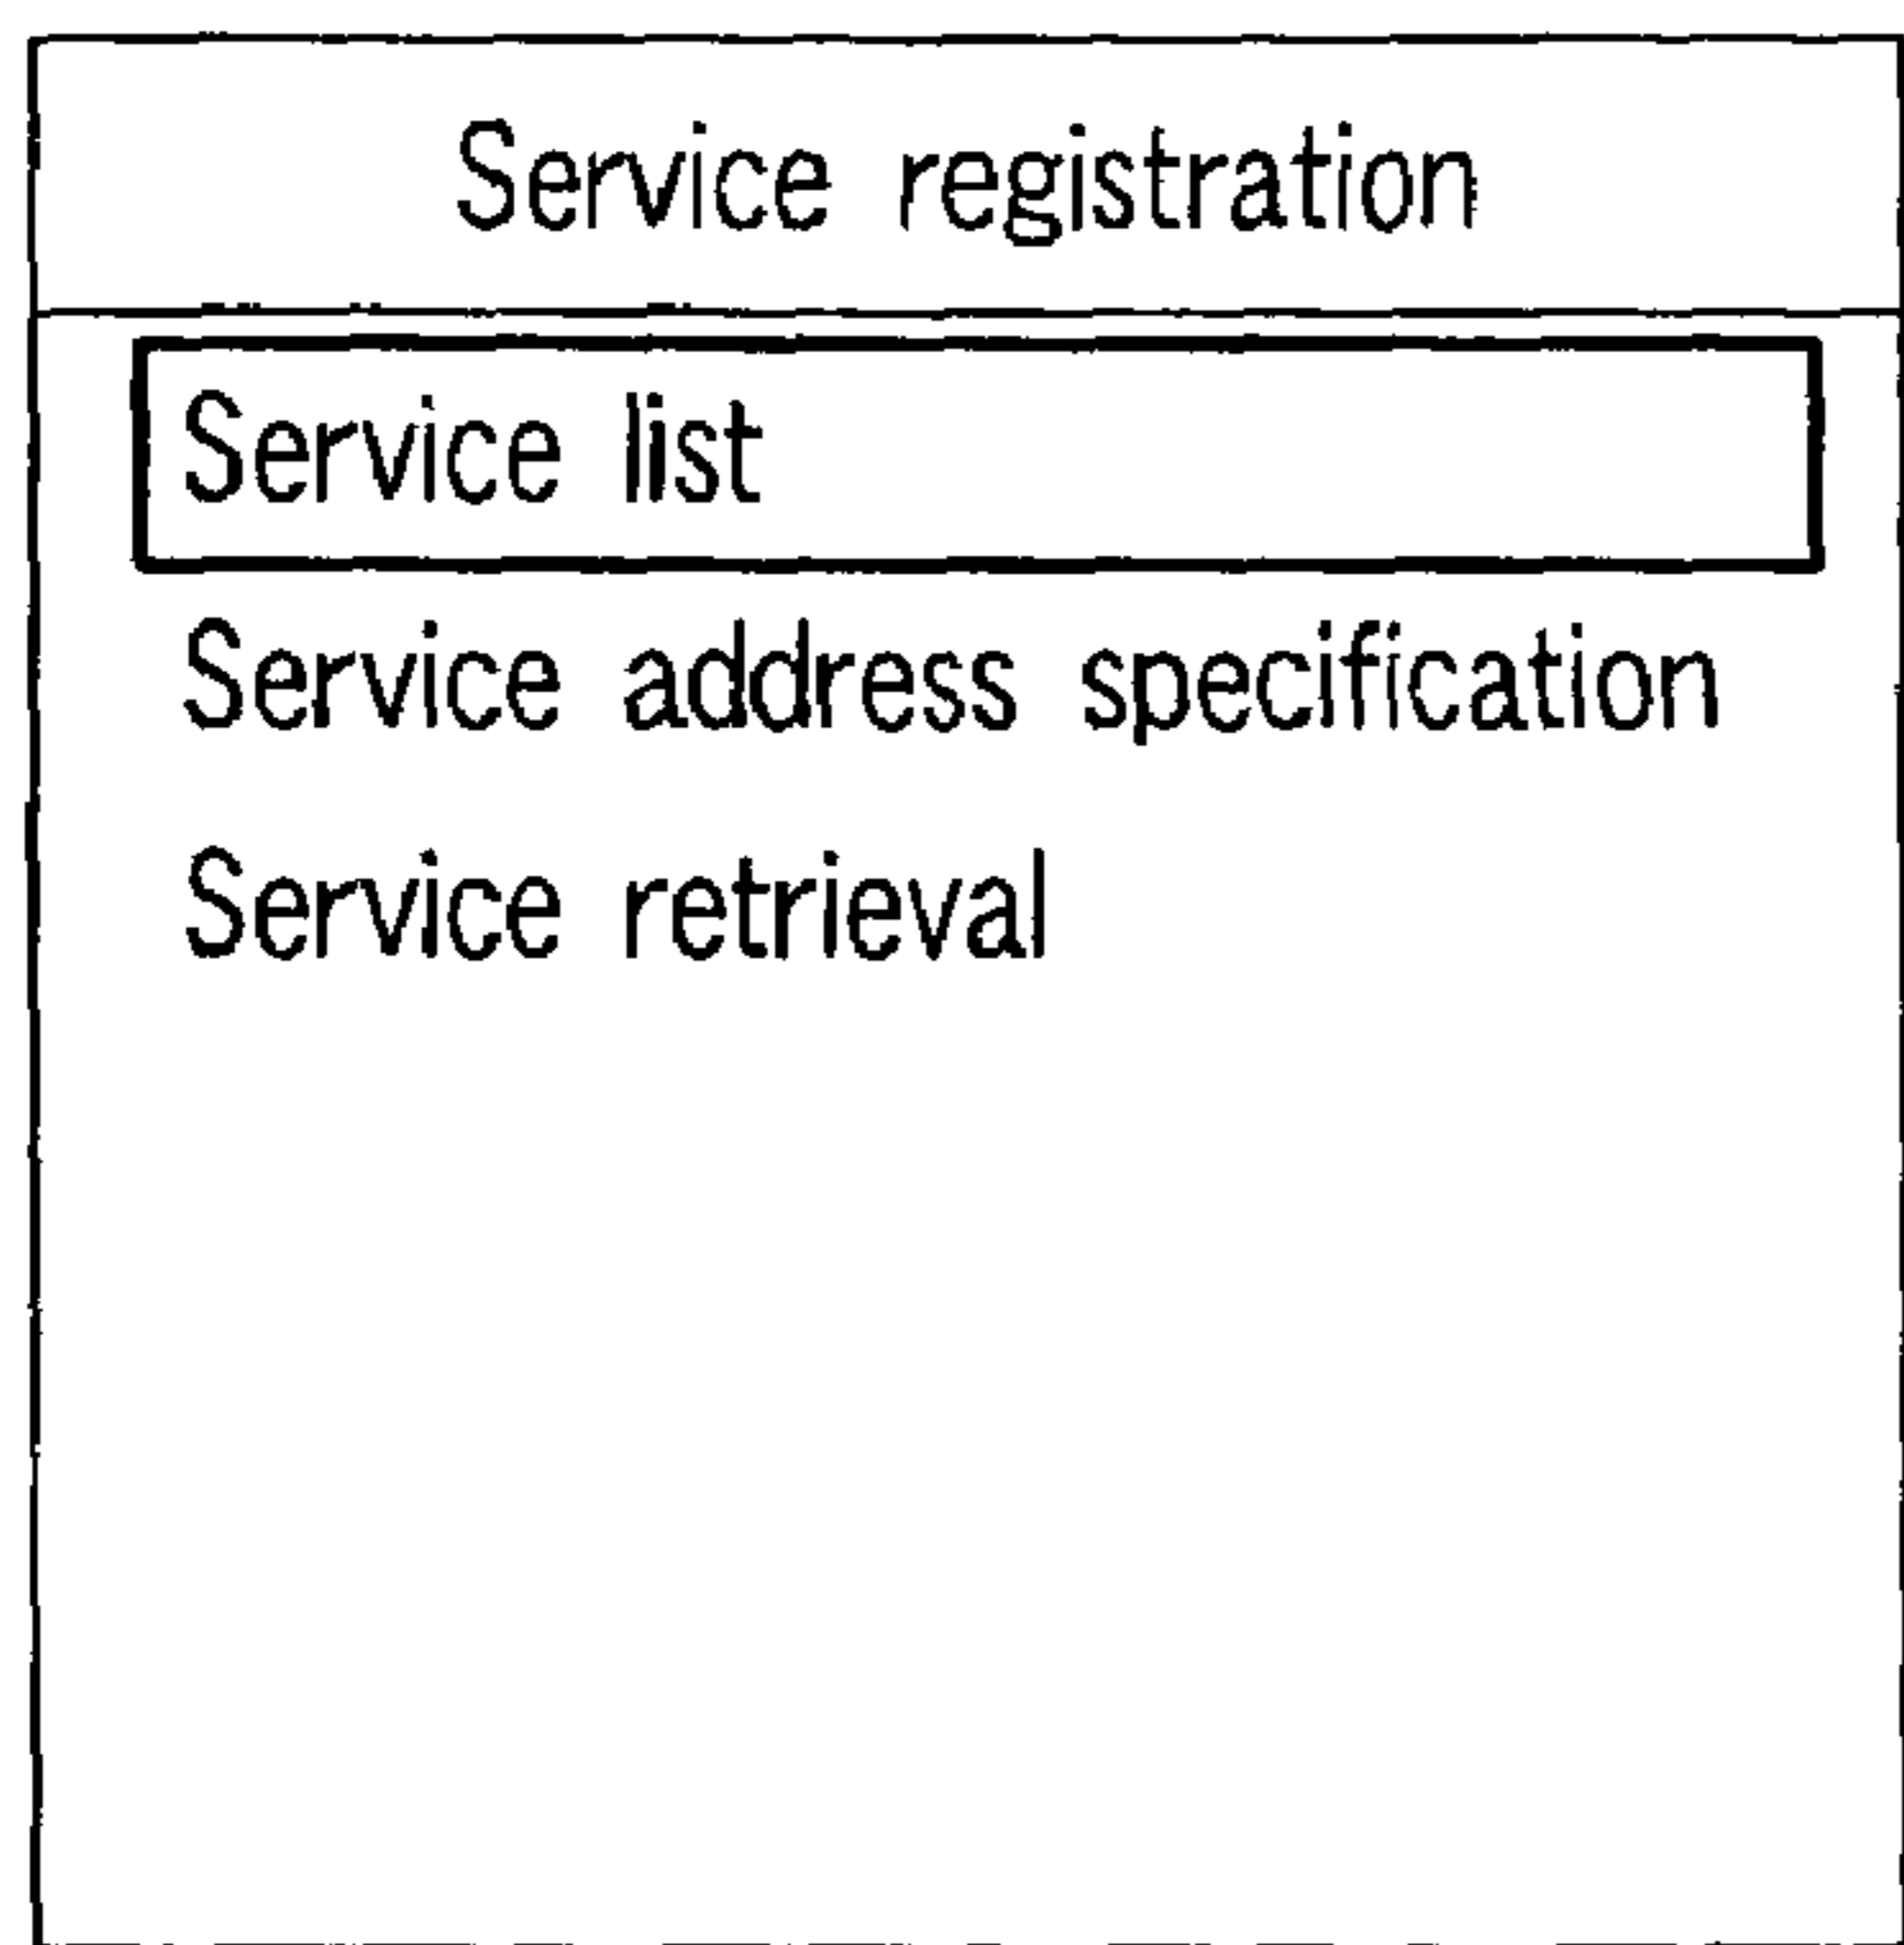 Service registration
Service list
Service address specification
Service retrieval